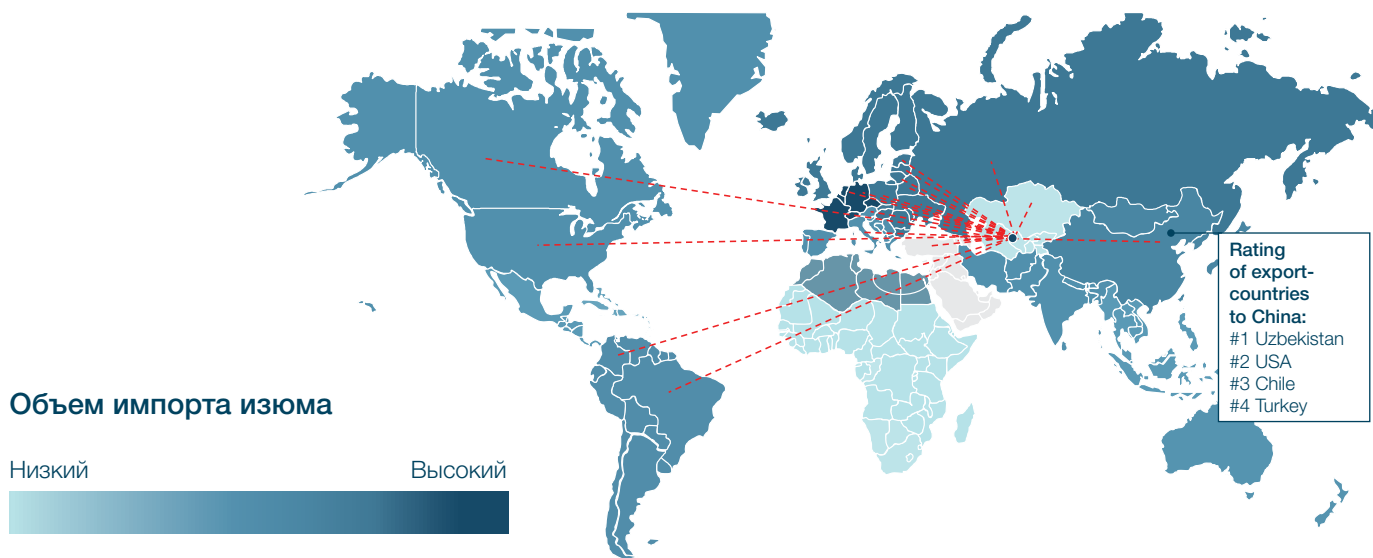 Rating
of export-
countries
to China:
#1 Uzbekistan
#2 USA
#3 Chile
#4 Turkey
Объем импорта изюма
Низкий Высокий